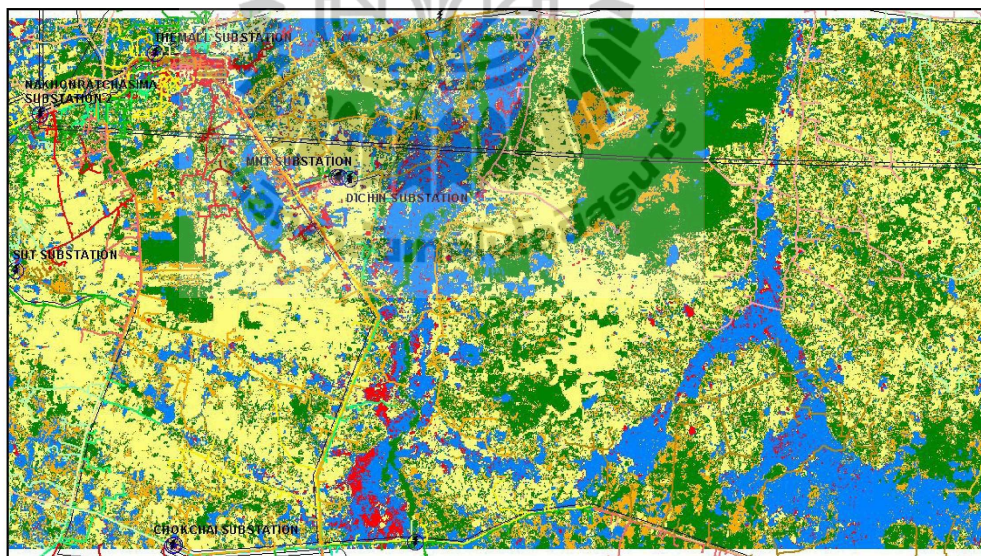 THEMALL SUBSTATION
NAKHONRATCHASIMA
SUBSTATION 2
MNT SUBSTATION
DICHIN SUBSTATION
SUT SUBSTATION
CHOKCHAI SUBSTATION